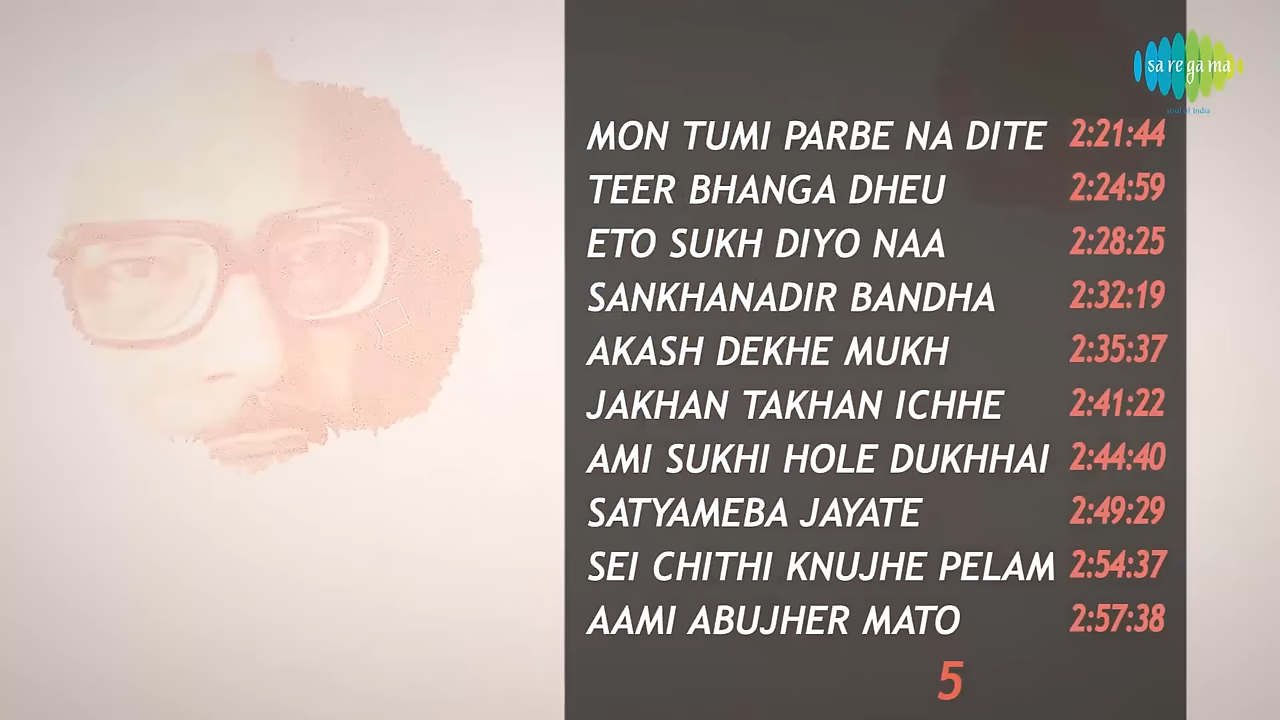 sa re ga ma
soul of India
MON TUMI PARBE NA DITE 2:21:44
TEER BHANGA DHEU 2:24:59
ETO SUKH DIYO NAA 2:28:25
SANKHANADIR BANDHA 2:32:19
AKASH DEKHE MUKH 2:35:37
JAKHAN TAKHAN ICHHE 2:41:22
AMI SUKHI HOLE DUKHHAI 2:44:40
SATYAMEBA JAYATE 2:49:29
SEI CHITHI KNUJHE PELAM 2:54:37
AAMI ABUJHER MATO 2:57:38
5